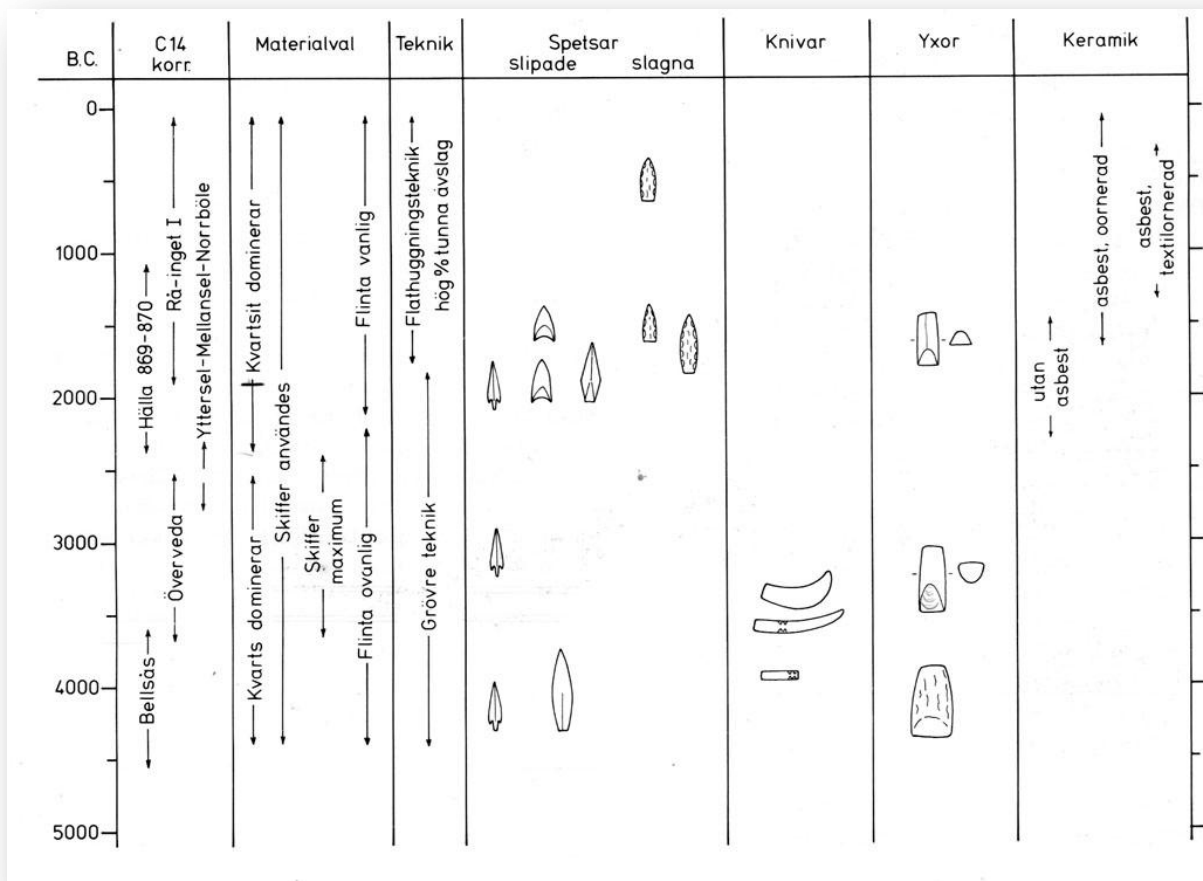 B.C.
C14
korr.
Materialval
Teknik
Spetsar
slipade
slagna
Knivar
Yxor
Keramik
0
1000
2000
3000
4000
5000
Bellsås
Hälla 869-870
Överveda
Rå-inget I
Yttersel-Mellansel-Norrböle
Kvarts dominerar
Kvartsit dominerar
Skiffer användes
Skiffer
maximum
Flinta ovanlig
Flinta vanlig
Flathuggningsteknik
hög % tunna avslag
Grövre teknik
utan
asbest
asbest, oornerad
asbest,
textilornerad